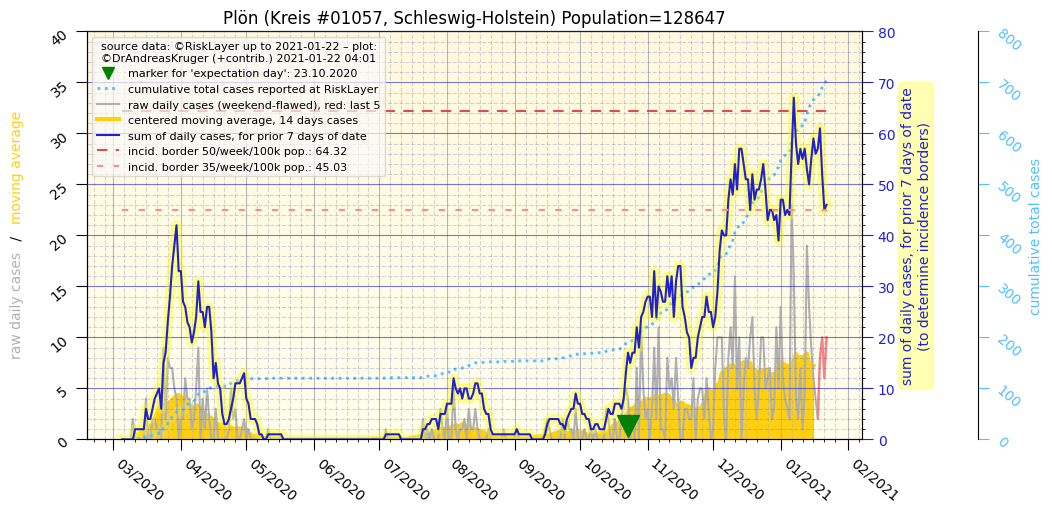 Plön (Kreis #01057, Schleswig-Holstein) Population=128647
source data: ©RiskLayer up to 2021-01-22 – plot:
©DrAndreasKruger (+contrib.) 2021-01-22 04:01
marker for 'expectation day': 23.10.2020
cumulative total cases reported at RiskLayer
raw daily cases (weekend-flawed), red: last 5
centered moving average, 14 days cases
sum of daily cases, for prior 7 days of date
incid. border 50/week/100k pop.: 64.32
incid. border 35/week/100k pop.: 45.03
raw daily cases / moving average
40
35
30
25
20
15
10
5
0
03/2020
04/2020
05/2020
06/2020
07/2020
08/2020
09/2020
10/2020
11/2020
12/2020
01/2021
02/2021
80
70
60
50
40
30
20
10
0
sum of daily cases, for prior 7 days of date
(to determine incidence borders)
800
700
600
500
400
300
200
100
0
cumulative total cases